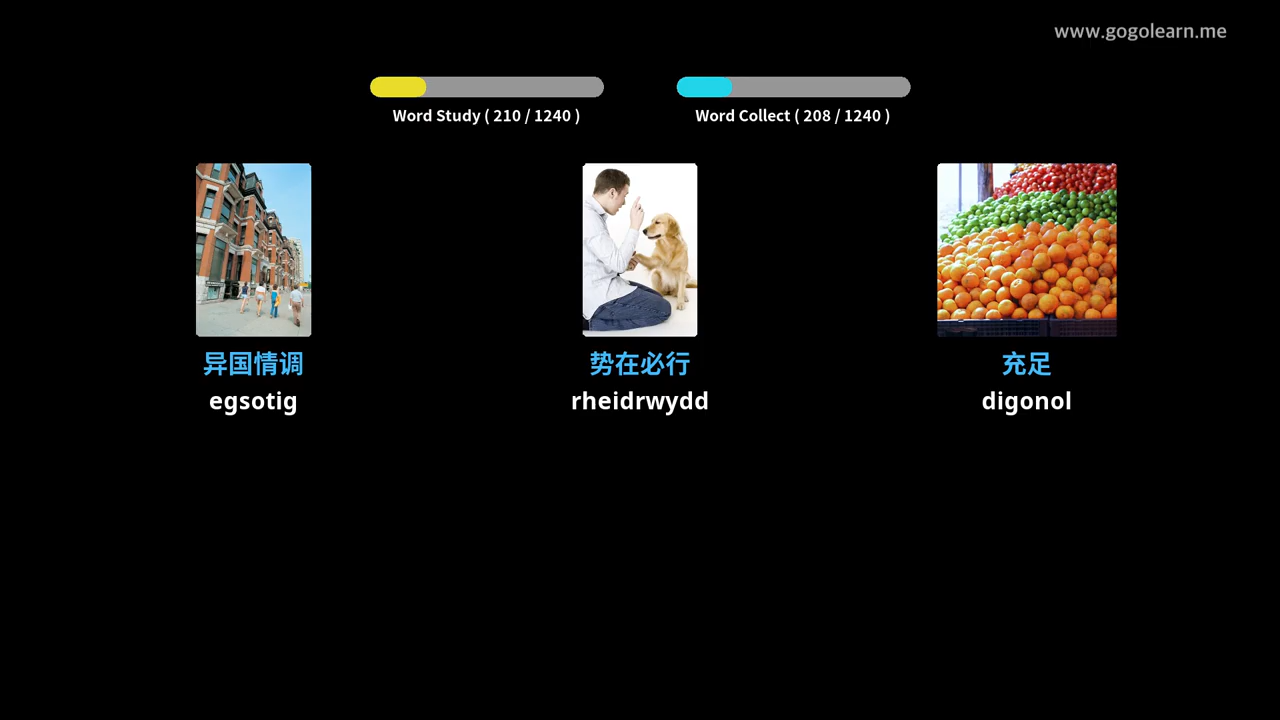 www.gogolearn.me
Word Study ( 210 / 1240 )
Word Collect ( 208 / 1240 )
异国情调
egsotig
势在必行
rheidrwydd
充足
digonol